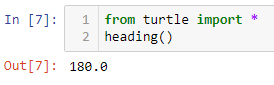 In [7]: 1 from turtle import *
2 heading()
Out[7]: 180.0